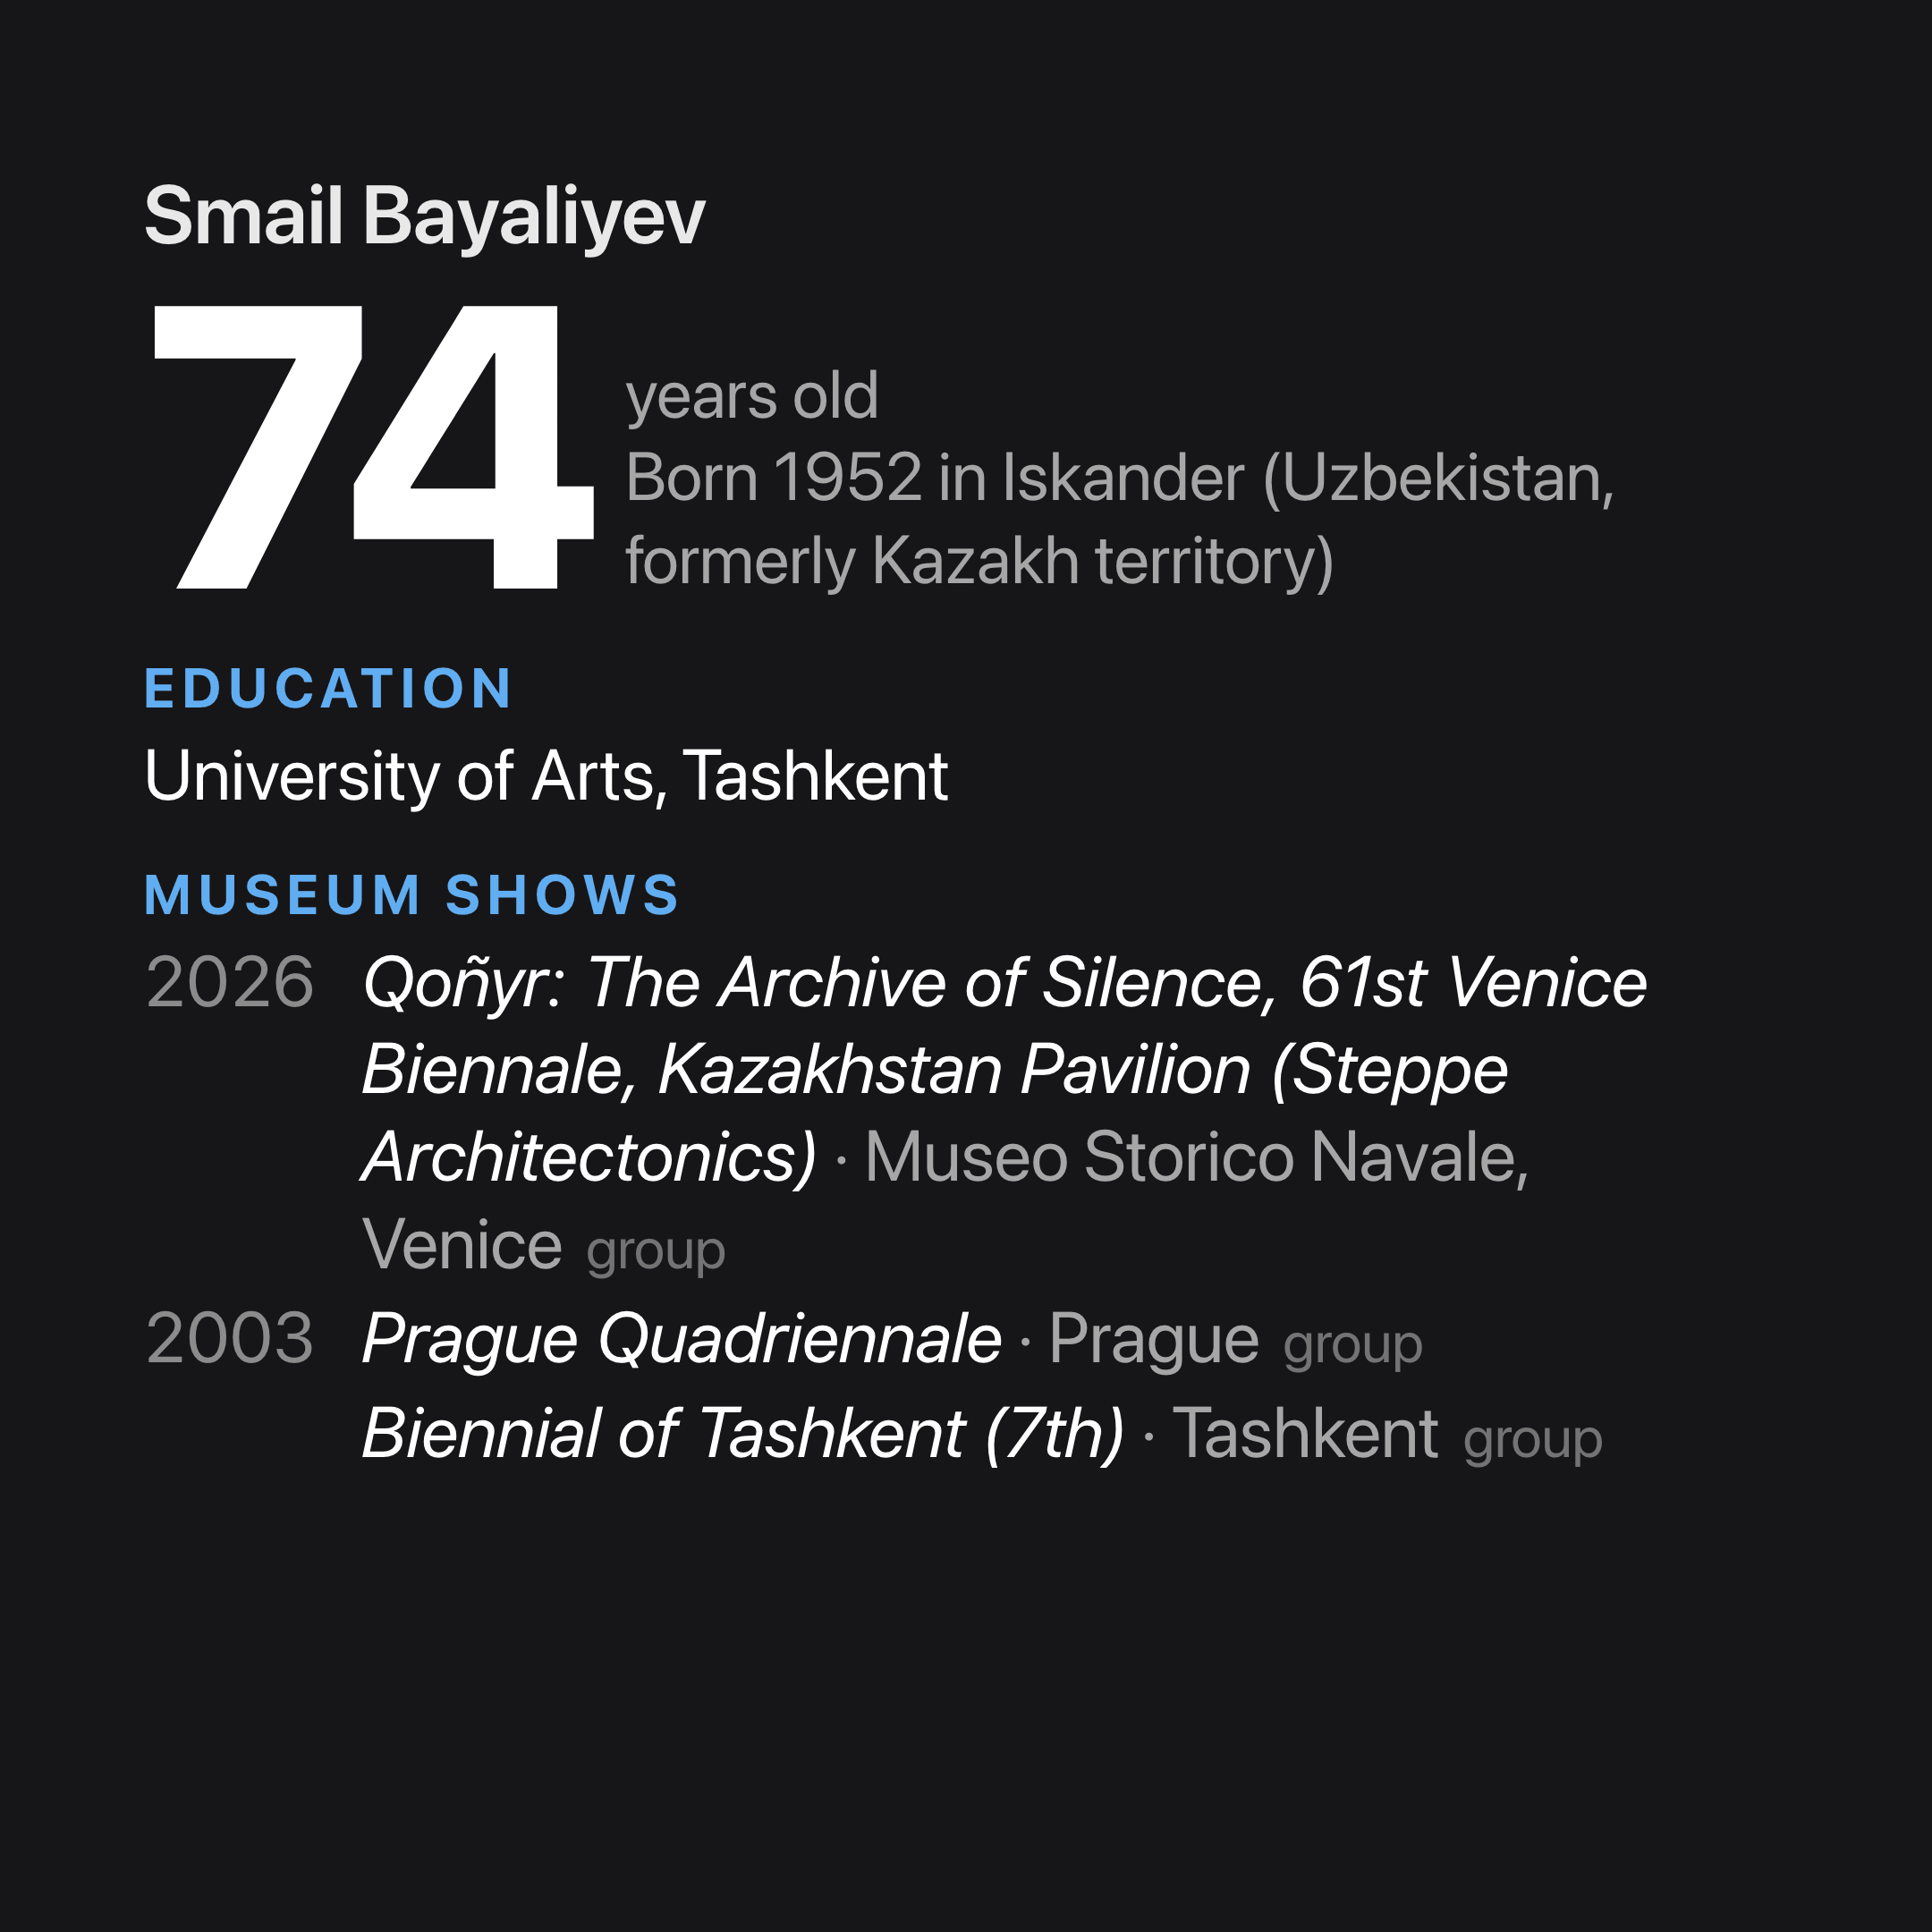 Smail Bayaliyev
74
years old
Born 1952 in Iskander (Uzbekistan,
formerly Kazakh territory)
EDUCATION
University of Arts, Tashkent
MUSEUM SHOWS
2026 Qoñyr: The Archive of Silence, 61st Venice
Biennale, Kazakhstan Pavilion (Steppe
Architectonics) · Museo Storico Navale,
Venice group
2003 Prague Quadriennale · Prague group
Biennial of Tashkent (7th) · Tashkent group